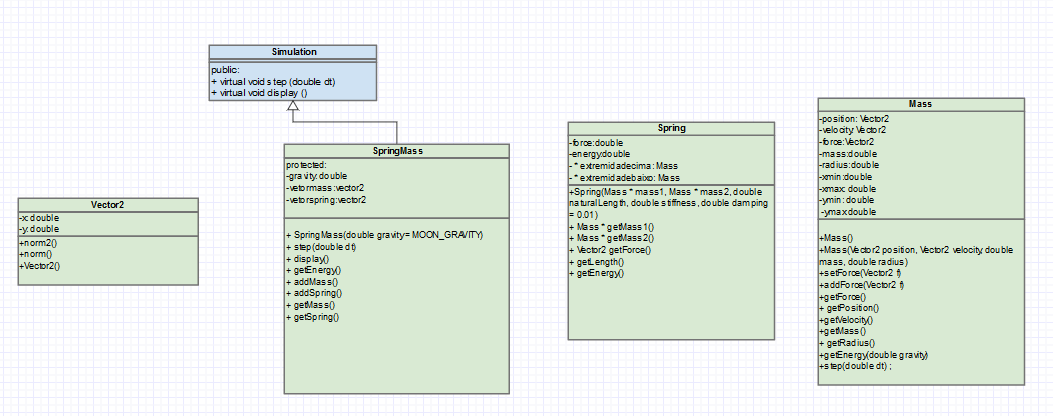 Simulation
public:
+ virtual void step (double dt)
+ virtual void display ()
SpringMass
protected:
-gravity:double
-vetormass:vector2
-vetorspring:vector2
+ SpringMass(double gravity= MOON_GRAVITY)
+ step(double dt)
+ display()
+ getEnergy()
+ addMass()
+ addSpring()
+ getMass()
+ getSpring()
Vector2
-x:double
-y:double
+norm2()
+norm()
+Vector2()
Spring
-force:double
-energy:double
- * extremidadecima: Mass
- * extremidadebaixo: Mass
+Spring(Mass * mass1, Mass * mass2, double
naturalLength, double stiffness, double damping
= 0.01)
+ Mass * getMass1()
+ Mass * getMass2()
+ Vector2 getForce()
+ getLength()
+ getEnergy()
Mass
-position: Vector2
-velocity: Vector2
-force:Vector2
-mass:double
-radius:double
-xmin:double
-xmax: double
-ymin: double
-ymax:double
+Mass()
+Mass(Vector2 position, Vector2 velocity, double
mass, double radius)
+setForce(Vector2 f)
+addForce(Vector2 f)
+getForce()
+ getPosition()
+getVelocity()
+getMass()
+ getRadius()
+getEnergy(double gravity)
+step(double dt) ;